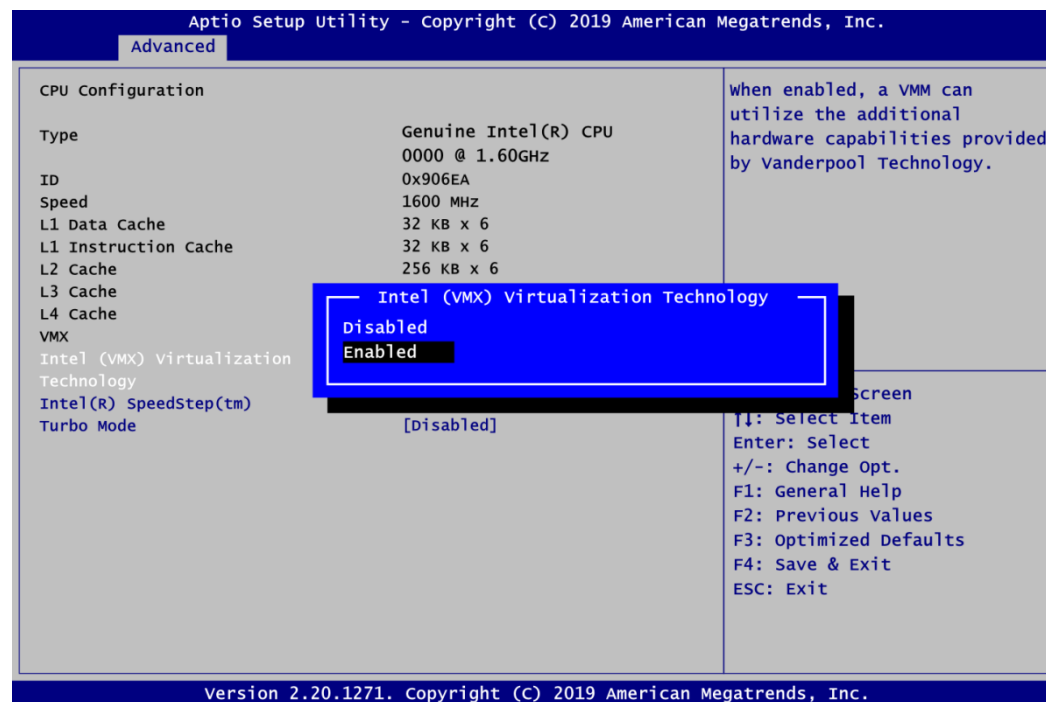 Aptio Setup Utility – Copyright (C) 2019 American Megatrends, Inc.
Advanced
CPU Configuration
Type Genuine Intel(R) CPU
0000 @ 1.60GHz
ID 0x906EA
Speed 1600 MHz
L1 Data Cache 32 KB x 6
L1 Instruction Cache 32 KB x 6
L2 Cache 256 KB x 6
L3 Cache
L4 Cache
VMX
Intel (VMX) Virtualization
Technology
Intel(R) SpeedStep(tm)
Turbo Mode [Disabled]
Intel (VMX) Virtualization Technology
Disabled
Enabled
When enabled, a VMM can
utilize the additional
hardware capabilities provided
by Vanderpool Technology.
Screen
↑↓: Select Item
Enter: Select
+/-: Change Opt.
F1: General Help
F2: Previous Values
F3: Optimized Defaults
F4: Save & Exit
ESC: Exit
Version 2.20.1271. Copyright (C) 2019 American Megatrends, Inc.